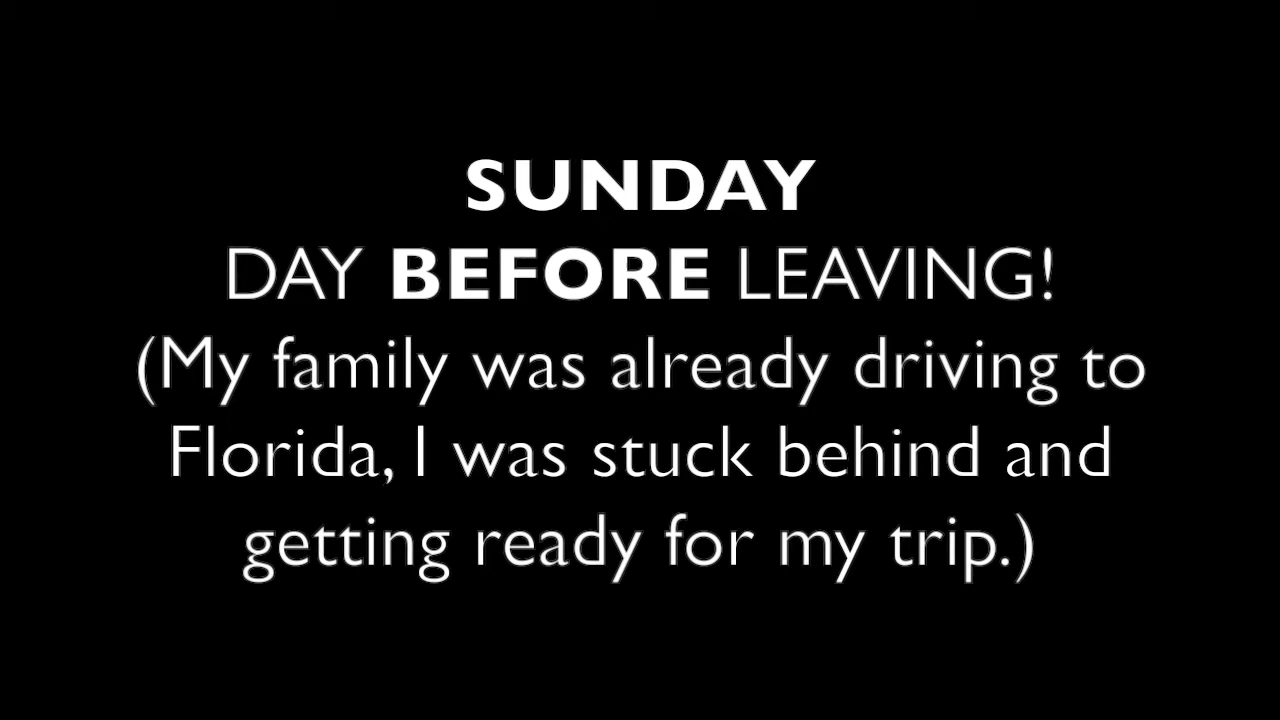 SUNDAY
DAY BEFORE LEAVING!
(My family was already driving to
Florida, I was stuck behind and
getting ready for my trip.)